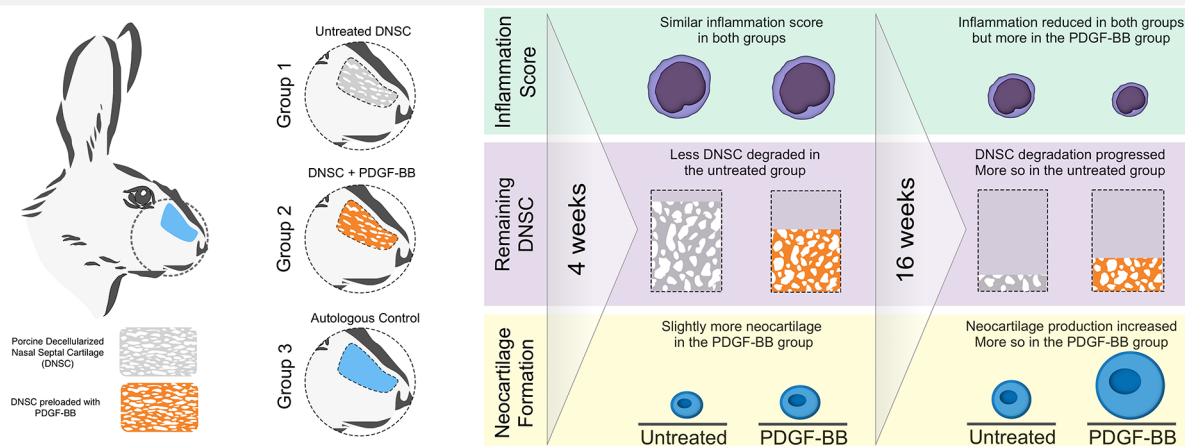 Untreated DNSC
Group 1
DNSC + PDGF-BB
Group 2
Autologous Control
Group 3
Porcine Decellularized
Nasal Septal Cartilage
(DNSC)
DNSC preloaded with
PDGF-BB
Inflammation
Score
Similar inflammation score
in both groups
Inflammation reduced in both groups
but more in the PDGF-BB group
Remaining
DNSC
4 weeks
Less DNSC degraded in
the untreated group
16 weeks
DNSC degradation progressed
More so in the untreated group
Neocartilage
Formation
Slightly more neocartilage
in the PDGF-BB group
Neocartilage production increased
More so in the PDGF-BB group
Untreated
PDGF-BB
Untreated
PDGF-BB